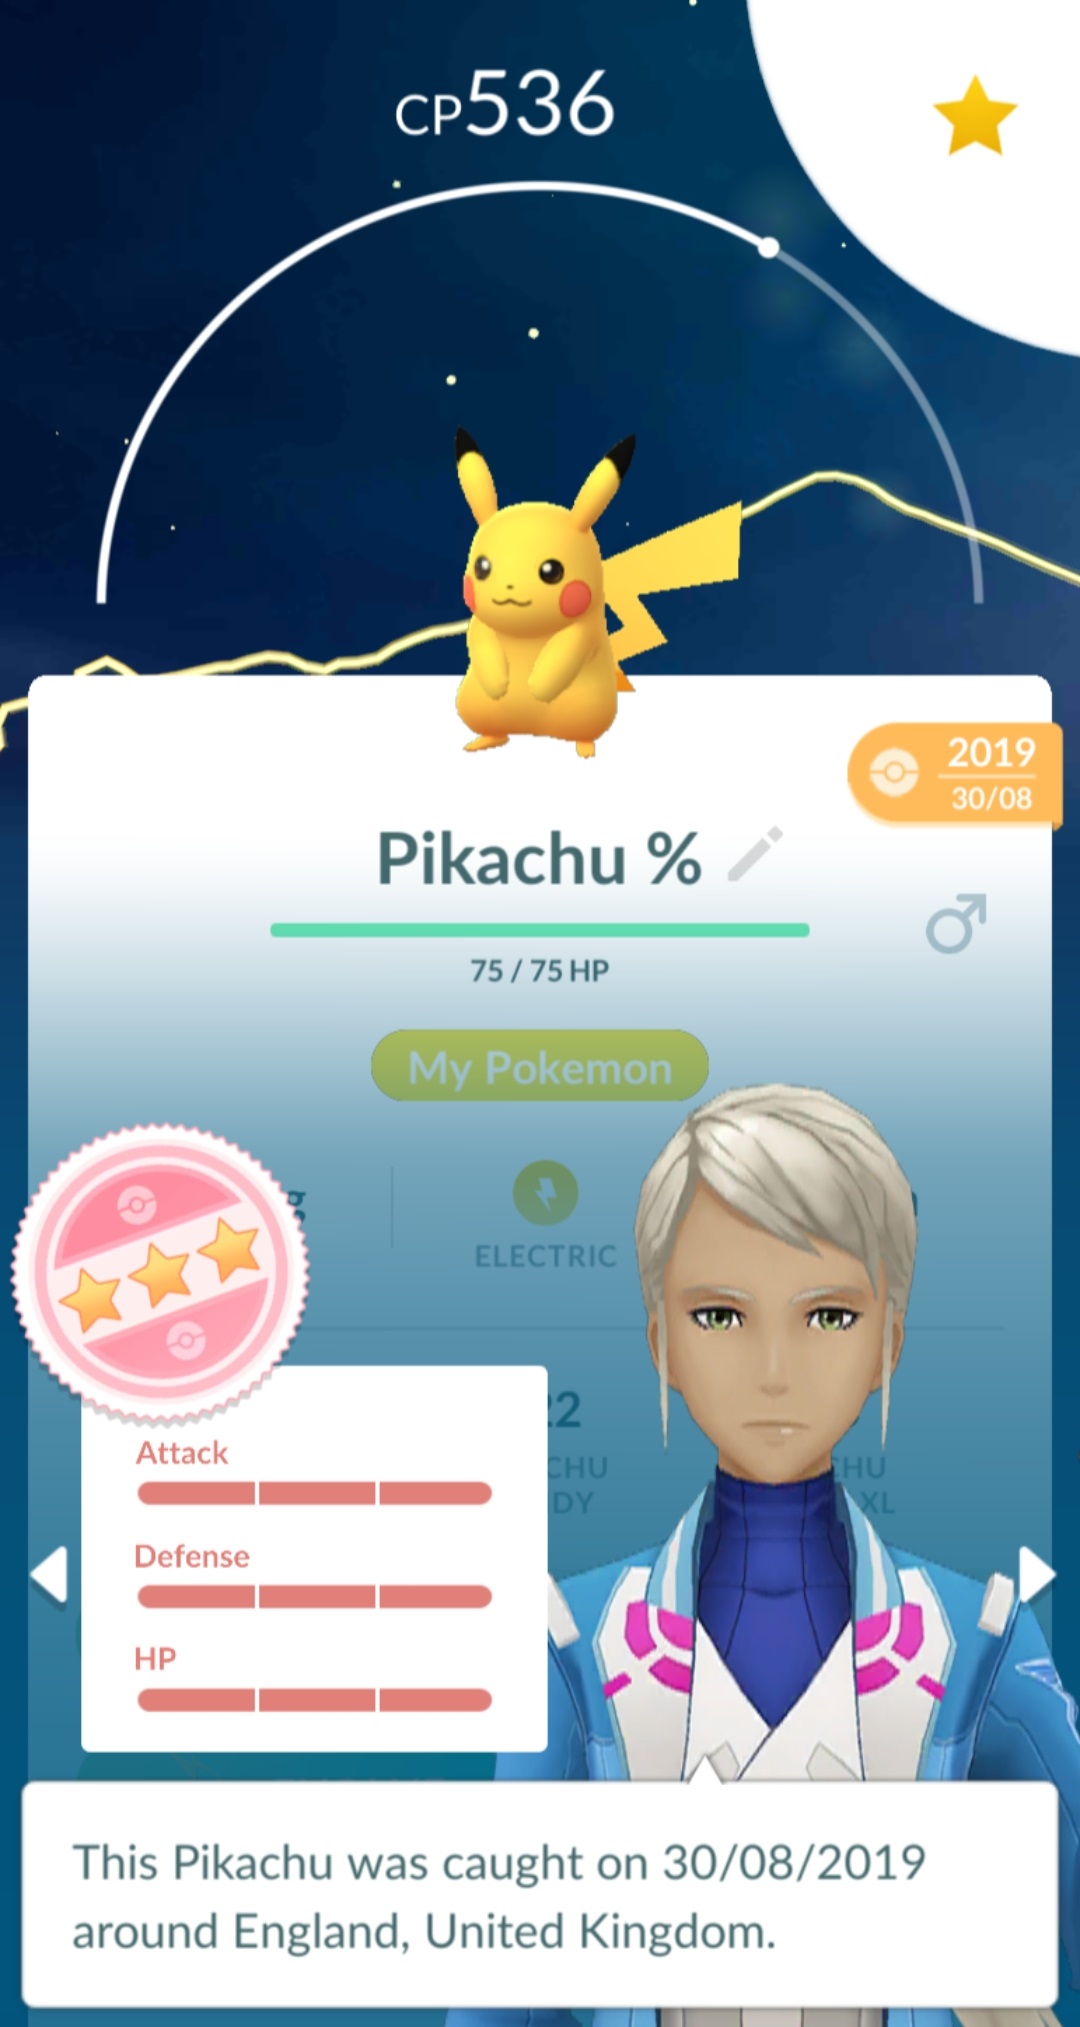 CP536
2019
30/08
Pikachu %
75 / 75 HP
My Pokemon
ELECTRIC
Attack
Defense
HP
This Pikachu was caught on 30/08/2019
around England, United Kingdom.